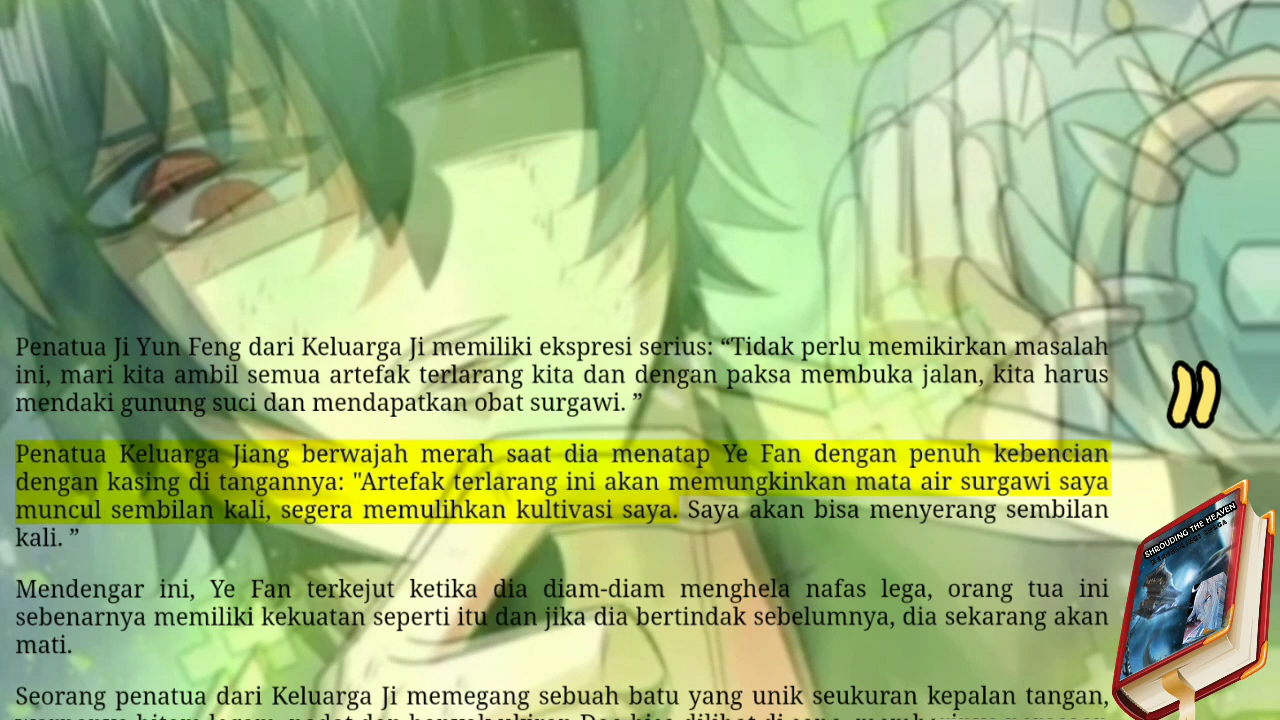 Penatua Ji Yun Feng dari Keluarga Ji memiliki ekspresi serius: “Tidak perlu memikirkan masalah
ini, mari kita ambil semua artefak terlarang kita dan dengan paksa membuka jalan, kita harus
mendaki gunung suci dan mendapatkan obat surgawi. ”
Penatua Keluarga Jiang berwajah merah saat dia menatap Ye Fan dengan penuh kebencian
dengan kasing di tangannya: "Artefak terlarang ini akan memungkinkan mata air surgawi saya
muncul sembilan kali, segera memulihkan kultivasi saya. Saya akan bisa menyerang sembilan
kali. ”
Mendengar ini, Ye Fan terkejut ketika dia diam-diam menghela nafas lega, orang tua ini
sebenarnya memiliki kekuatan seperti itu dan jika dia bertindak sebelumnya, dia sekarang akan
mati.
Seorang penatua dari Keluarga Ji memegang sebuah batu yang unik seukuran kepalan tangan,
SHROUDING THE HEAVEN